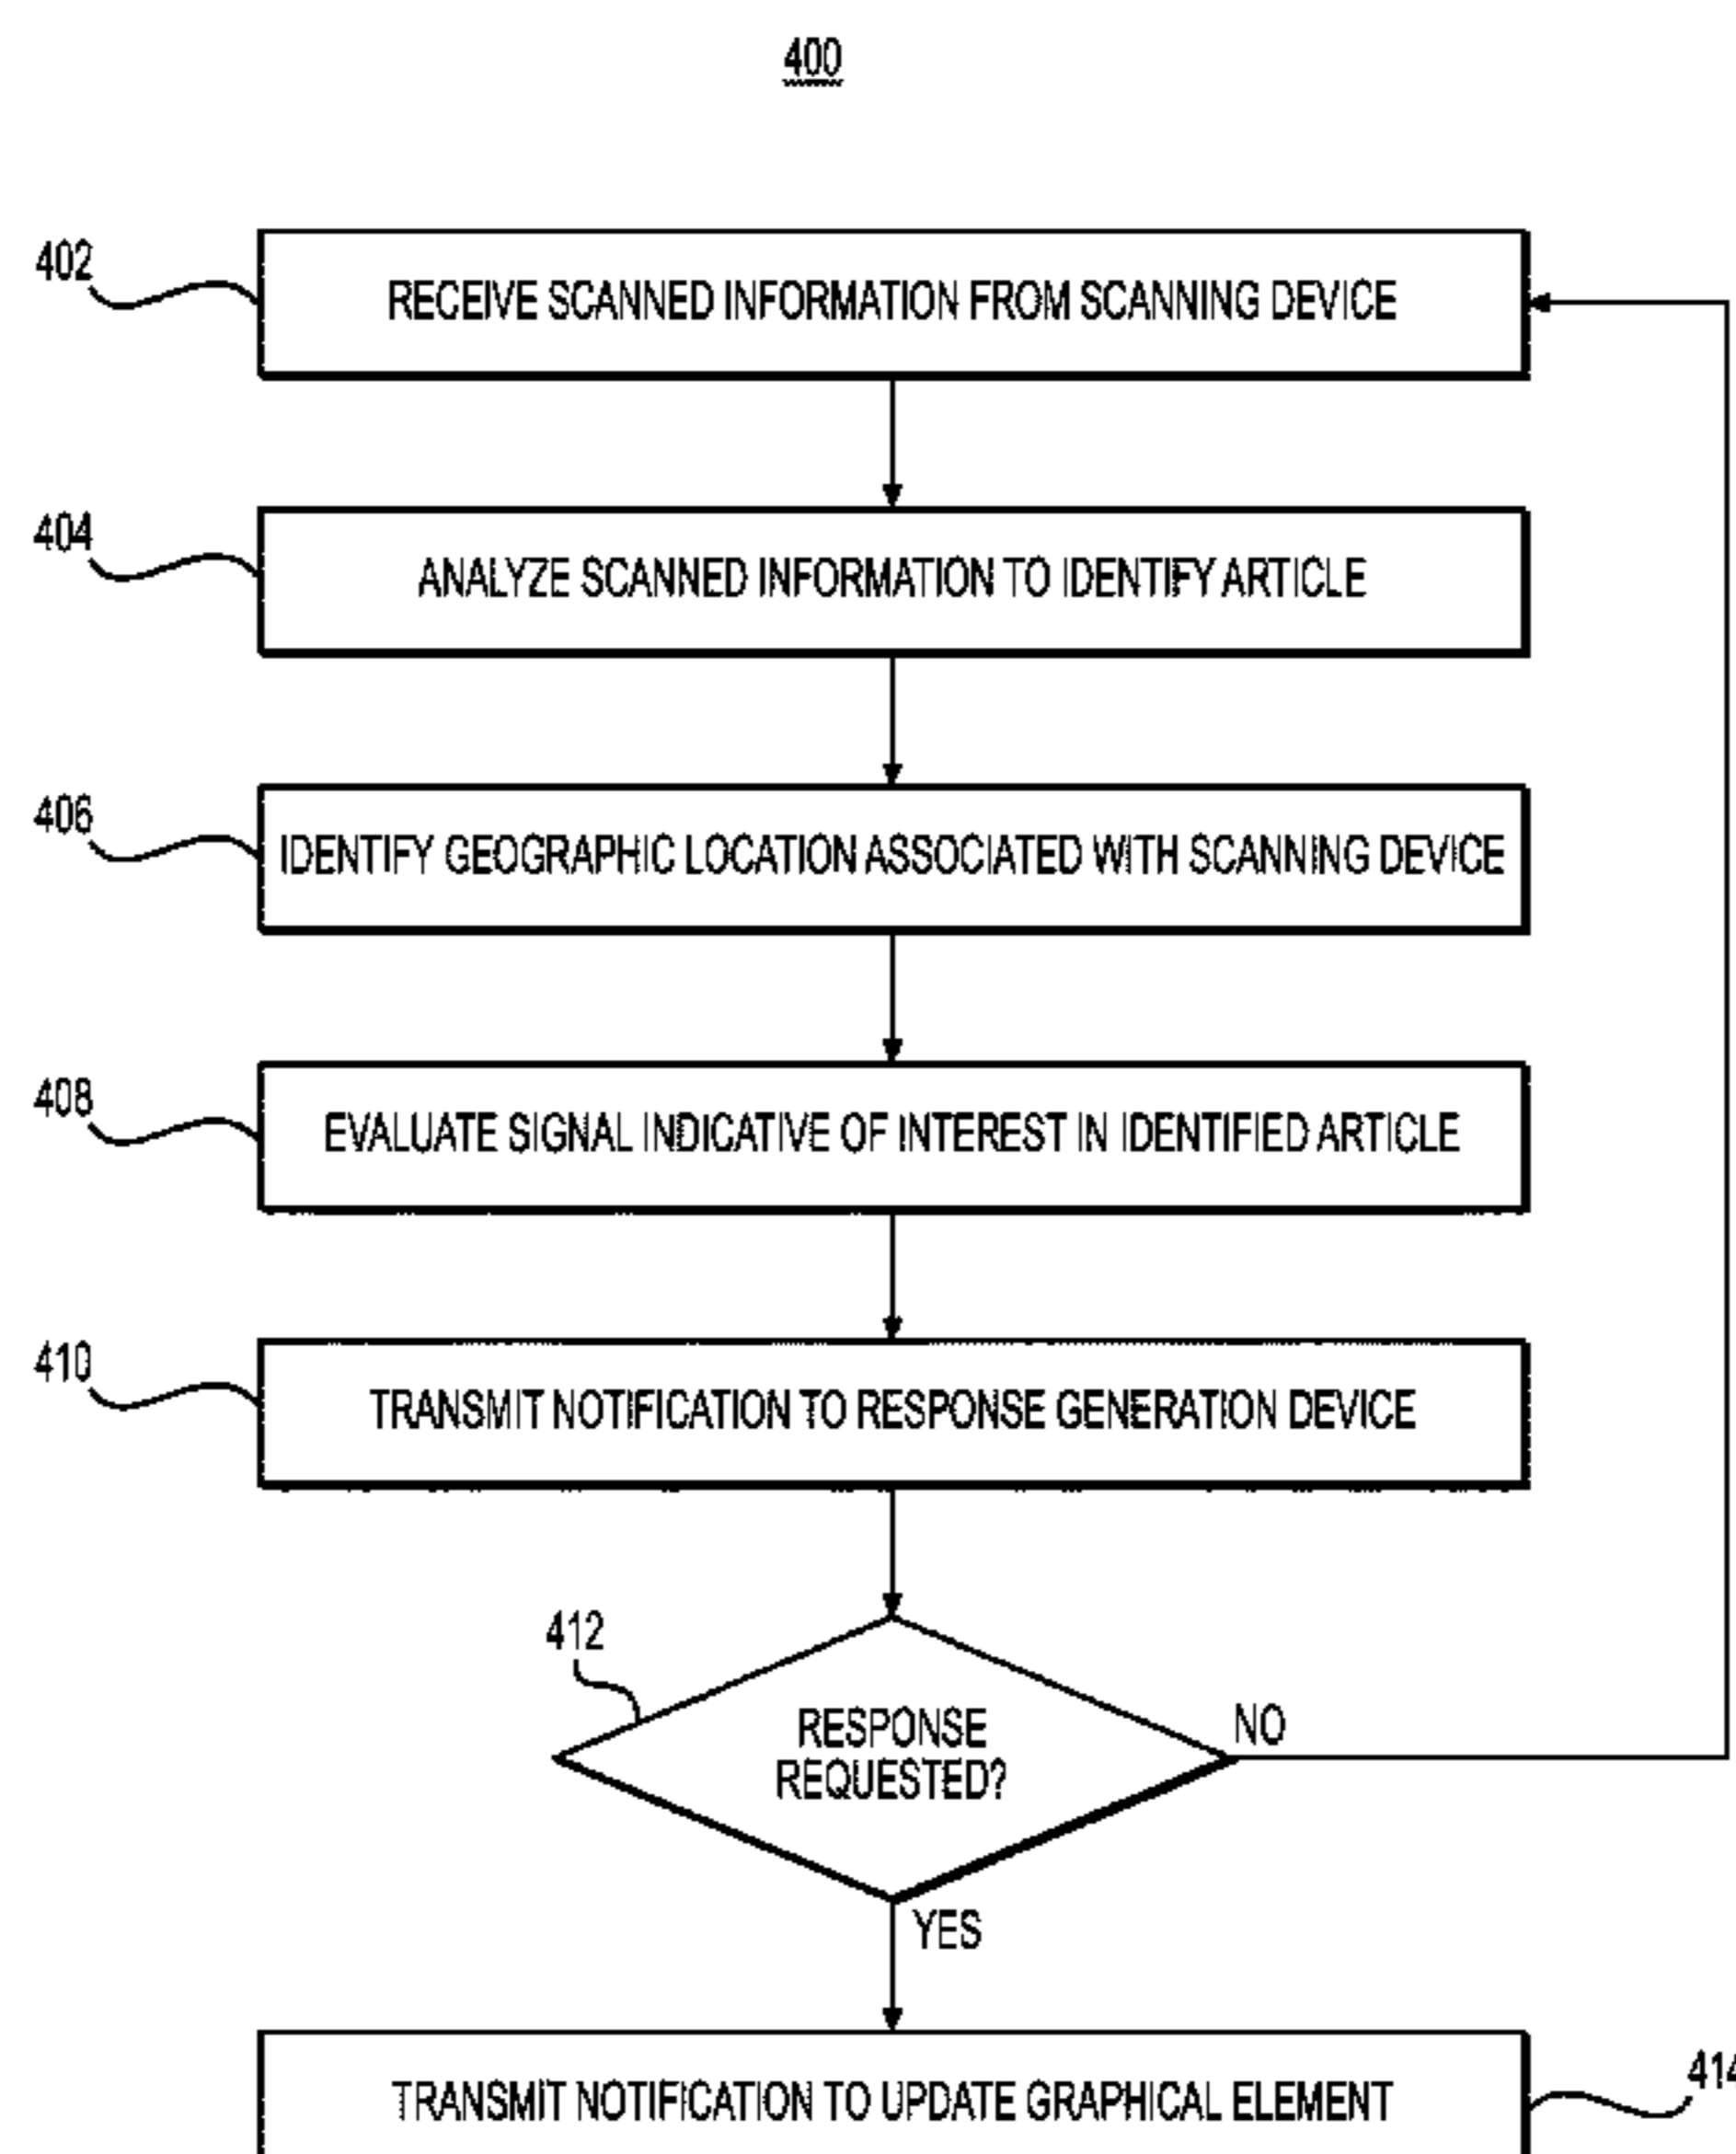 400
402
RECEIVE SCANNED INFORMATION FROM SCANNING DEVICE
404
ANALYZE SCANNED INFORMATION TO IDENTIFY ARTICLE
406
IDENTIFY GEOGRAPHIC LOCATION ASSOCIATED WITH SCANNING DEVICE
408
EVALUATE SIGNAL INDICATIVE OF INTEREST IN IDENTIFIED ARTICLE
410
TRANSMIT NOTIFICATION TO RESPONSE GENERATION DEVICE
412
RESPONSE
REQUESTED?
NO
YES
TRANSMIT NOTIFICATION TO UPDATE GRAPHICAL ELEMENT
414